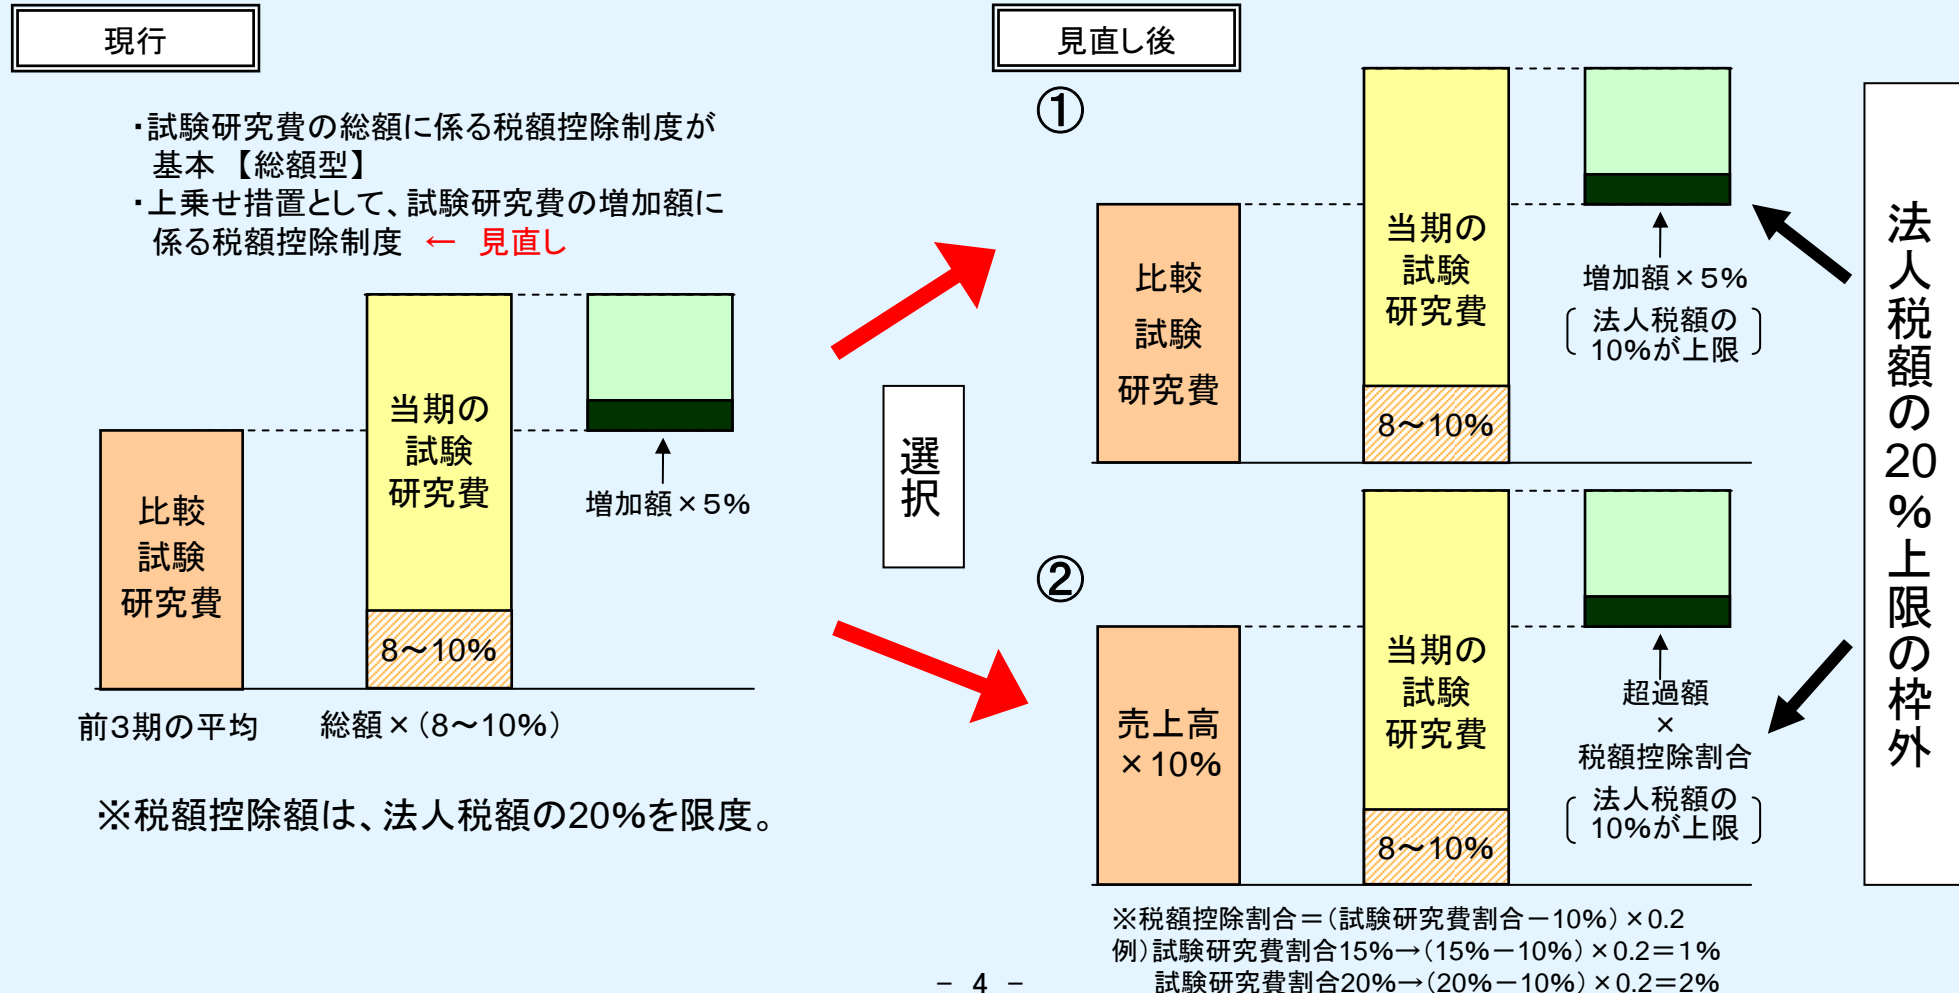 現行
・試験研究費の総額に係る税額控除制度が
基本 【総額型】
・上乗せ措置として、試験研究費の増加額に
係る税額控除制度 ← 見直し
比較
試験
研究費
当期の
試験
研究費
8～10%
増加額×5%
前3期の平均
総額×(8～10%)
※税額控除額は、法人税額の20%を限度。
選択
見直し後
①
比較
試験
研究費
当期の
試験
研究費
8～10%
増加額×5%
法人税額の
10%が上限
②
売上高
×10%
当期の
試験
研究費
8～10%
超過額
×
税額控除割合
法人税額の
10%が上限
※税額控除割合＝(試験研究費割合－10%)×0.2
例)試験研究費割合15%→(15%－10%)×0.2＝1%
試験研究費割合20%→(20%－10%)×0.2＝2%
法人税額の20%上限の枠外
－ 4 －